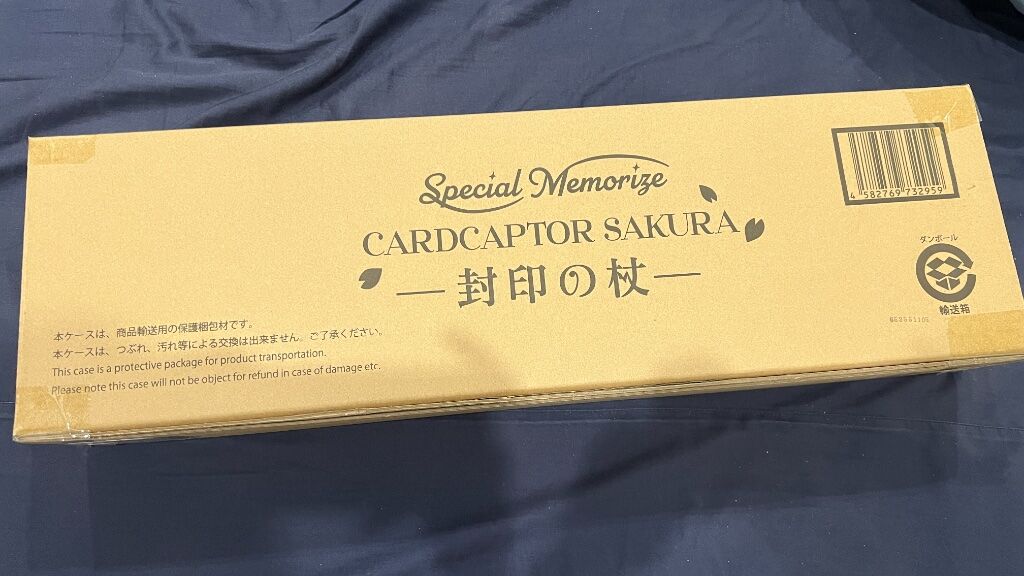 Special Memorize
CARDCAPTOR SAKURA
―封印の杖―
4 582769 732959
ダンボール
輸送箱
本ケースは、商品輸送用の保護梱包材です。
本ケースは、つぶれ、汚れ等による交換は出来ません。ご了承ください。
This case is a protective package for product transportation.
Please note this case will not be object for refund in case of damage etc.